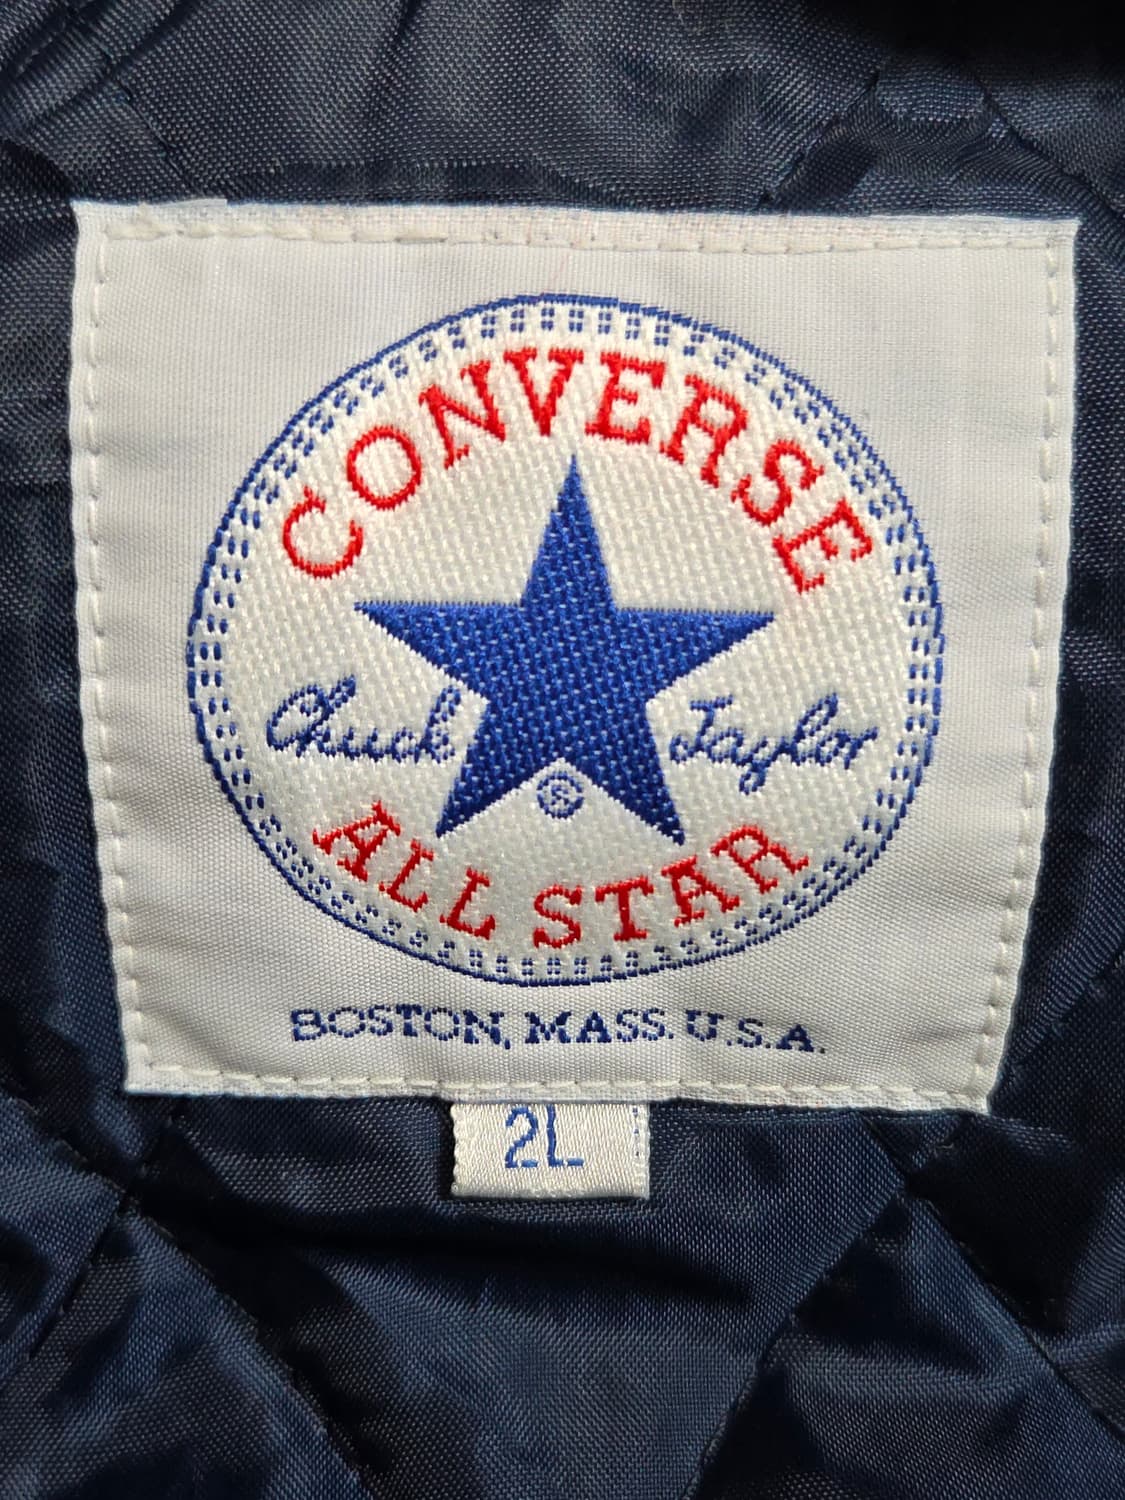 CONVERSE
Chuck Taylor
®
ALL STAR
BOSTON, MASS. U.S.A.
2L